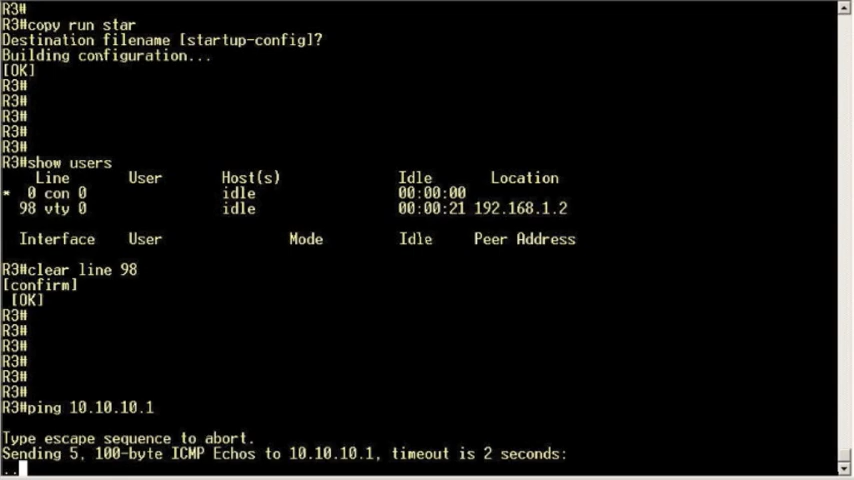 R3#
R3#copy run star
Destination filename [startup-config]?
Building configuration...
[OK]
R3#
R3#
R3#
R3#
R3#
R3#show users
Line User Host(s) Idle Location
* 0 con 0 idle 00:00:00
98 vty 0 idle 00:00:21 192.168.1.2
Interface User Mode Idle Peer Address
R3#clear line 98
[confirm]
[OK]
R3#
R3#
R3#
R3#
R3#
R3#
R3#ping 10.10.10.1
Type escape sequence to abort.
Sending 5, 100-byte ICMP Echos to 10.10.10.1, timeout is 2 seconds:
..